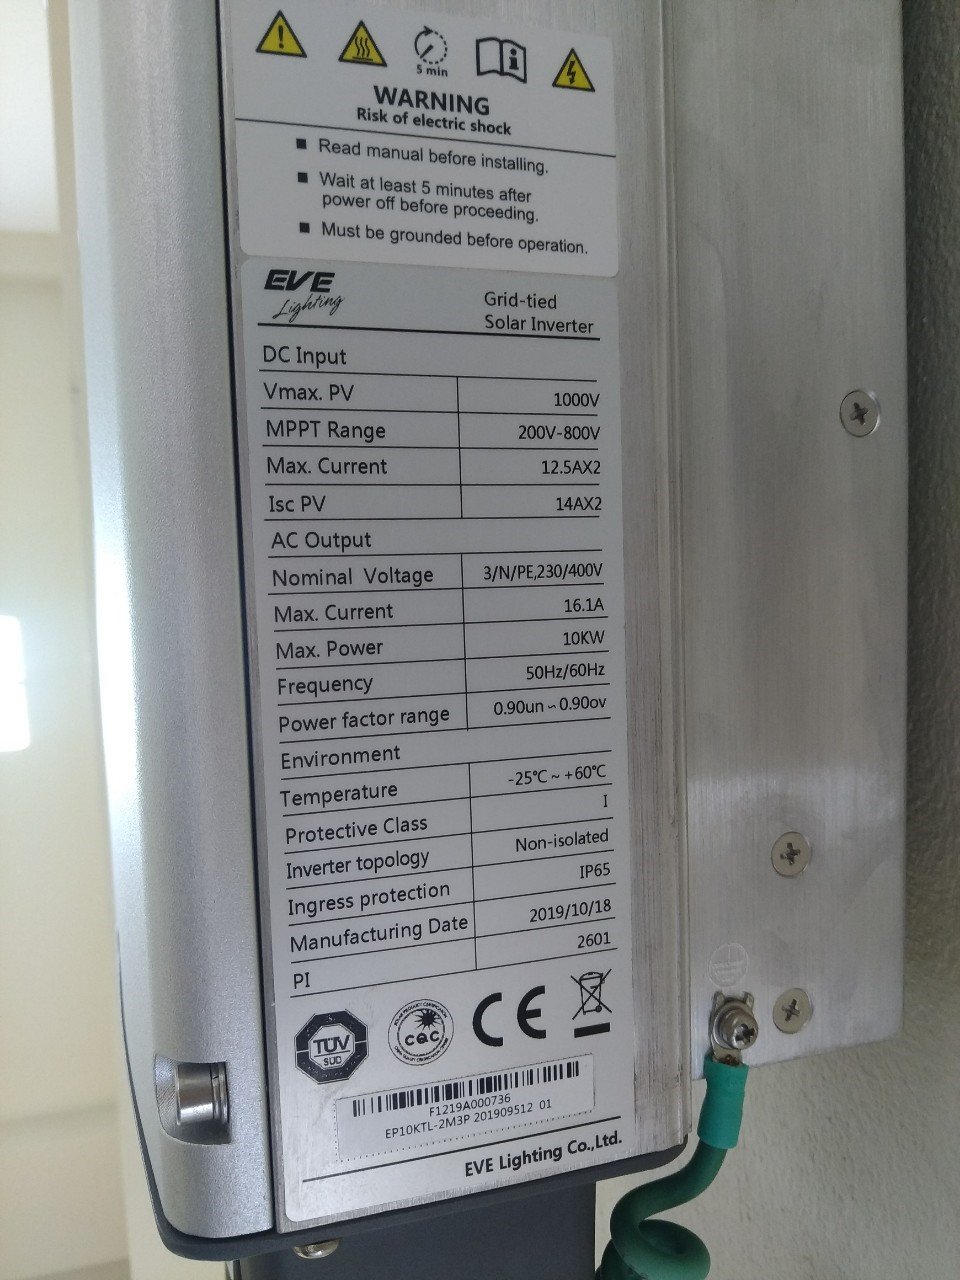 5 min
WARNING
Risk of electric shock
■ Read manual before installing.
■ Wait at least 5 minutes after
power off before proceeding.
■ Must be grounded before operation.
EVE
Lighting
Grid-tied
Solar Inverter
DC Input
Vmax. PV 1000V
MPPT Range 200V-800V
Max. Current 12.5AX2
Isc PV 14AX2
AC Output
Nominal Voltage 3/N/PE,230/400V
Max. Current 16.1A
Max. Power 10KW
Frequency 50Hz/60Hz
Power factor range 0.90un ~ 0.90ov
Environment
Temperature -25℃ ~ +60℃
Protective Class I
Inverter topology Non-isolated
Ingress protection IP65
Manufacturing Date 2019/10/18
PI 2601
TÜV
SUD
CQC
CE
F1219A000736
EP10KTL-2M3P 201909512 01
EVE Lighting Co.,Ltd.